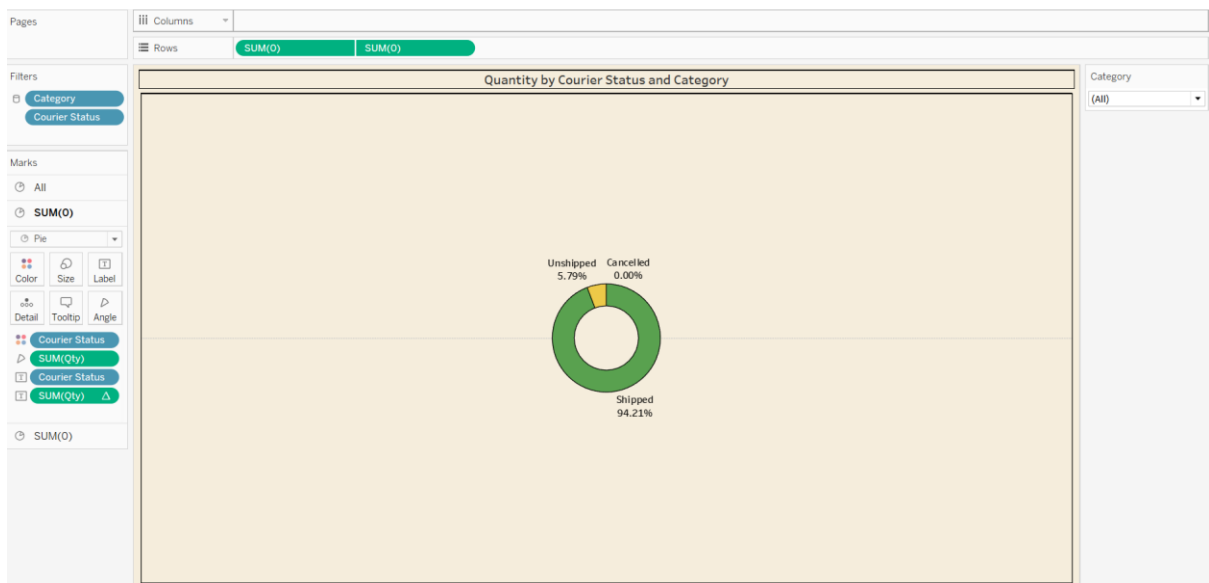 Pages
Columns
Rows
SUM(0) SUM(0)
Filters
Category
Courier Status
Marks
All
SUM(0)
Pie
Color Size Label
Detail Tooltip Angle
Courier Status
SUM(Qty)
Courier Status
SUM(Qty) Δ
SUM(0)
Quantity by Courier Status and Category
Unshipped
5.79%
Cancelled
0.00%
Shipped
94.21%
Category
(All)